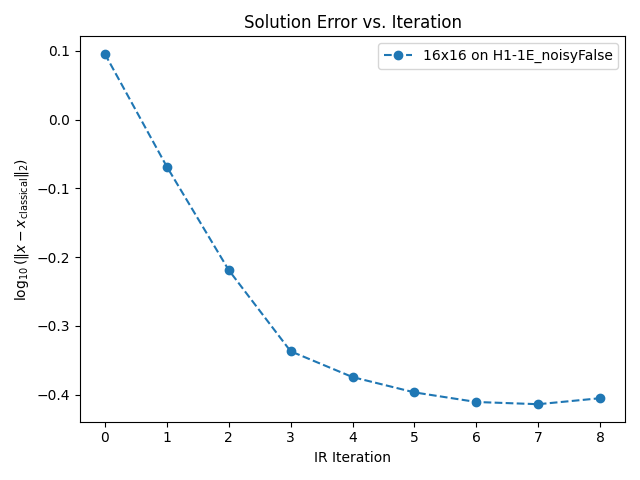 Solution Error vs. Iteration
16x16 on H1-1E_noisyFalse
log₁₀(‖x − x_classical‖₂)
0.1
0.0
−0.1
−0.2
−0.3
−0.4
0 1 2 3 4 5 6 7 8
IR Iteration